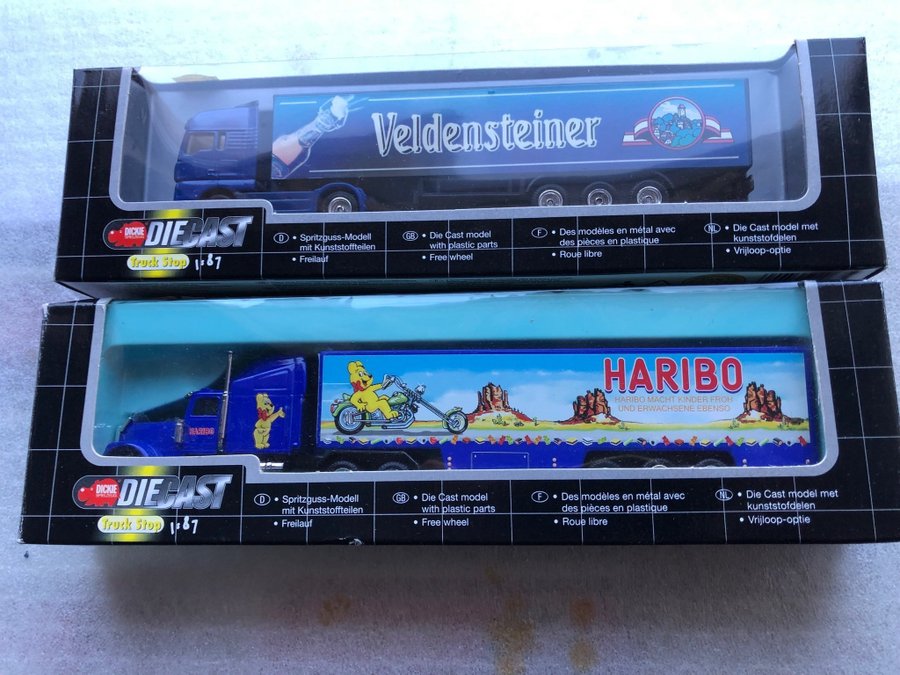 Veldensteiner
DICKIE
DIE CAST
Truck Stop 1:87
D • Spritzguss-Modell
mit Kunststoffteilen
• Freilauf
GB • Die Cast model
with plastic parts
• Free wheel
F • Des modèles en métal avec
des pièces en plastique
• Roue libre
NL • Die Cast model met
kunststofdelen
• Vrijloop-optie
HARIBO
HARIBO MACHT KINDER FROH
UND ERWACHSENE EBENSO
HARIBO
DICKIE
DIE CAST
Truck Stop 1:87
D • Spritzguss-Modell
mit Kunststoffteilen
• Freilauf
GB • Die Cast model
with plastic parts
• Free wheel
F • Des modèles en métal avec
des pièces en plastique
• Roue libre
NL • Die Cast model met
kunststofdelen
• Vrijloop-optie